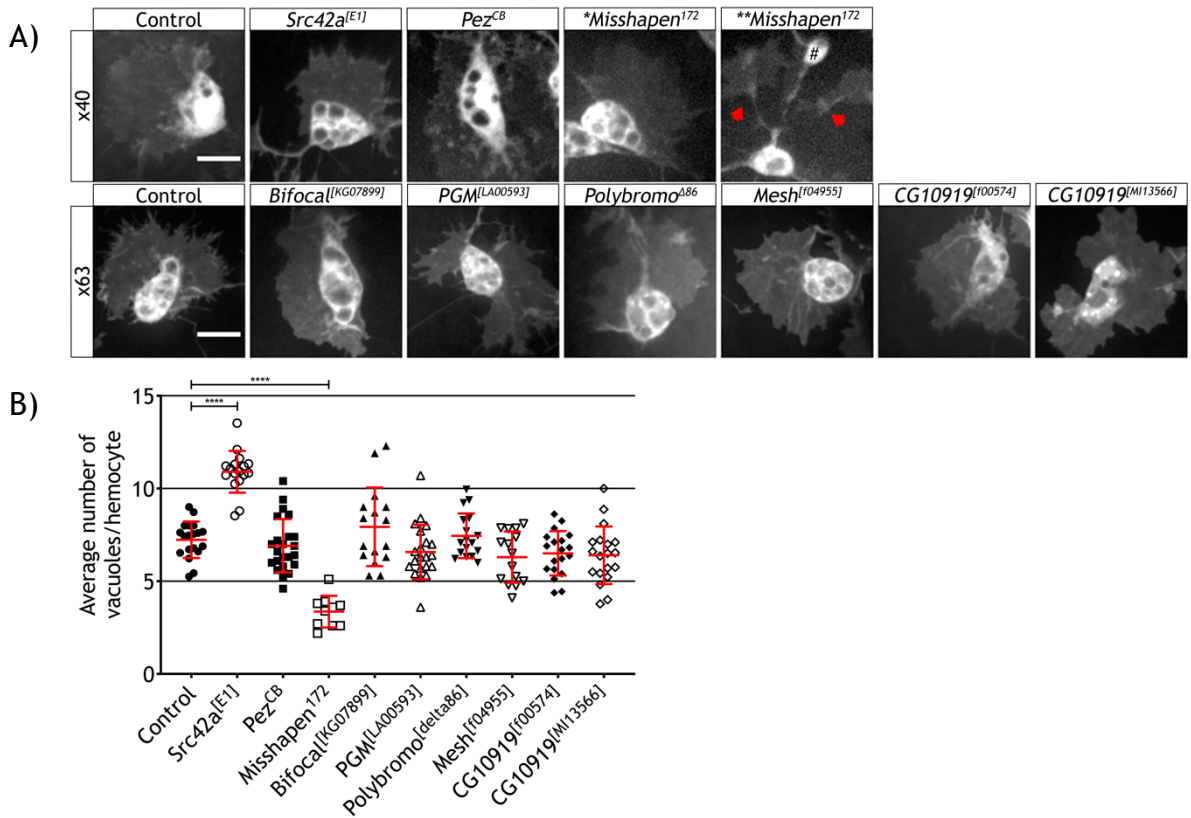 A)
Control Src42a[E1] PezCB *Misshapen172 **Misshapen172
x40
#
Control Bifocal[KG07899] PGM[LA00593] PolybromoΔ86 Mesh[f04955] CG10919[f00574] CG10919[MI13566]
x63
B)
****
****
Average number of
vacuoles/hemocyte
15
10
5
0
Control
Src42a[E1]
PezCB
Misshapen172
Bifocal[KG07899]
PGM[LA00593]
Polybromo[delta86]
Mesh[f04955]
CG10919[f00574]
CG10919[MI13566]